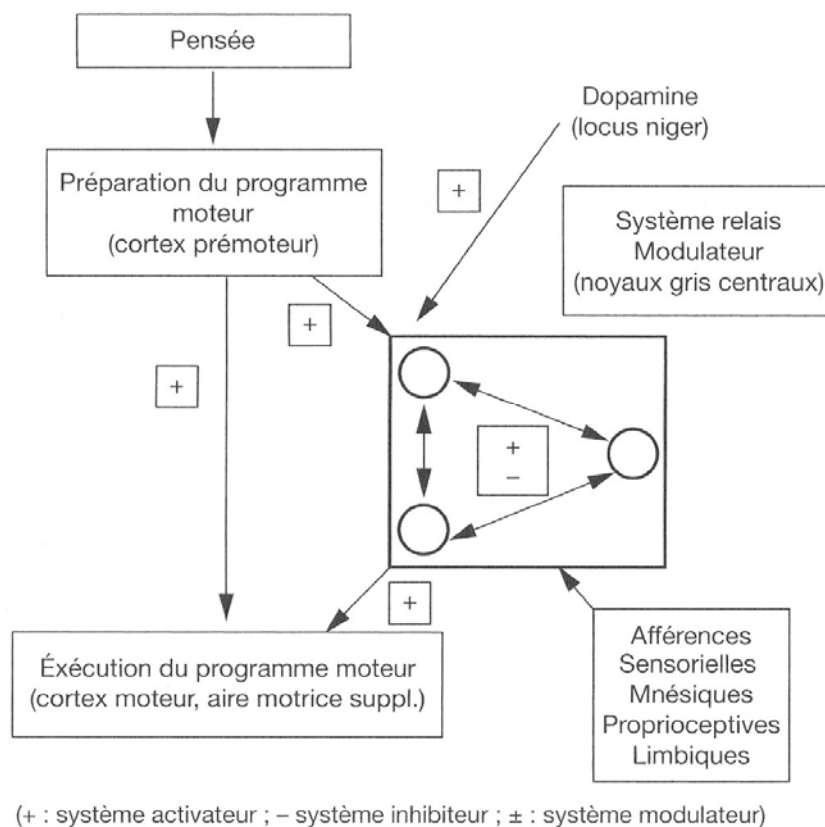 Pensée
Dopamine
(locus niger)
Préparation du programme
moteur
(cortex prémoteur)
+
Système relais
Modulateur
(noyaux gris centraux)
+
+
+
−
+
Afférences
Sensorielles
Mnésiques
Proprioceptives
Limbiques
Éxécution du programme moteur
(cortex moteur, aire motrice suppl.)
(+ : système activateur ; – système inhibiteur ; ± : système modulateur)